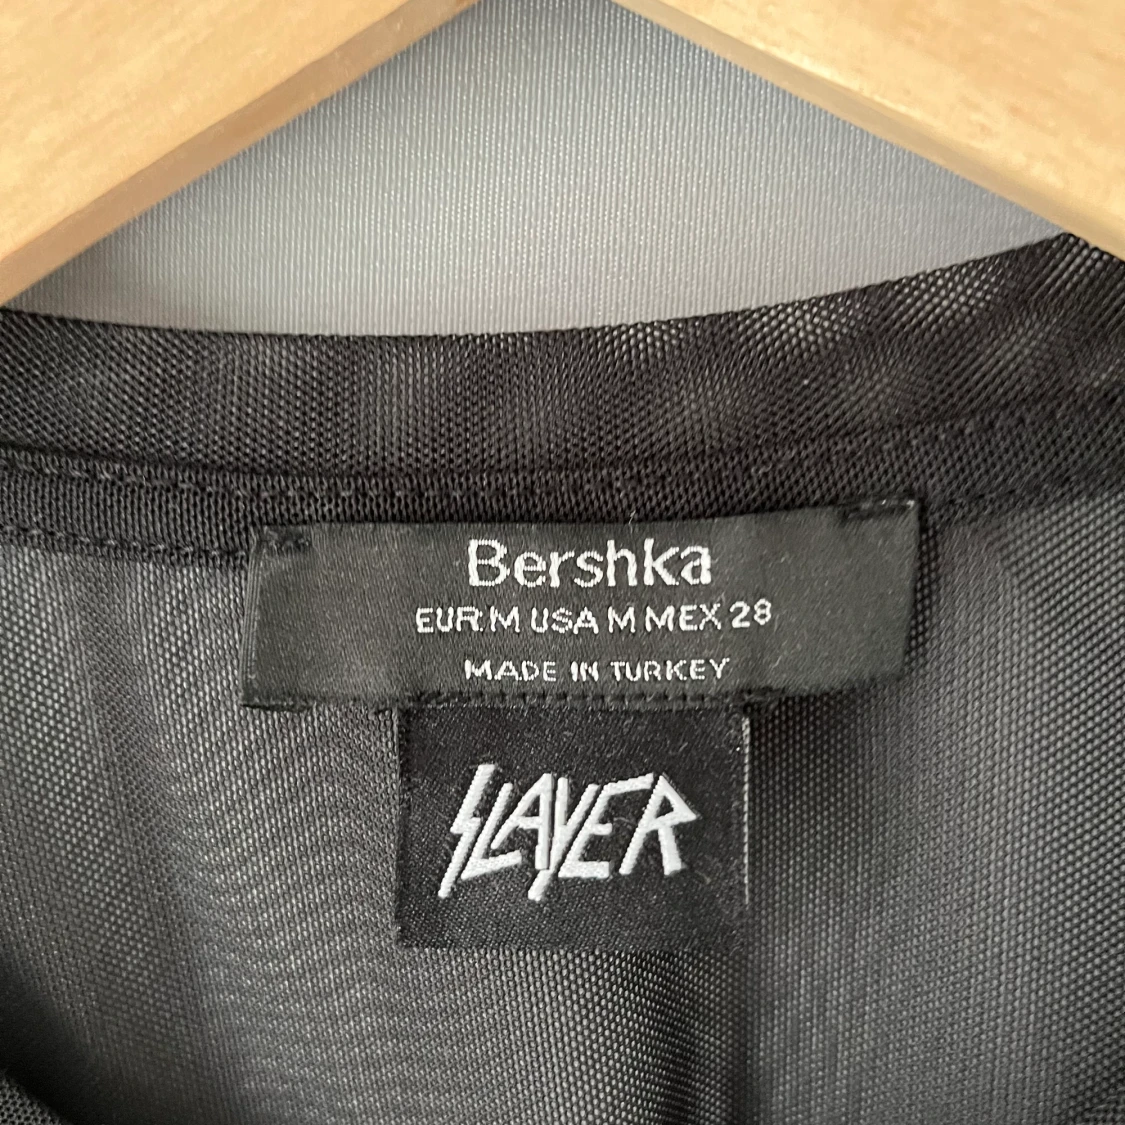 Bershka
EUR M USA M MEX 28
MADE IN TURKEY
SLAYER